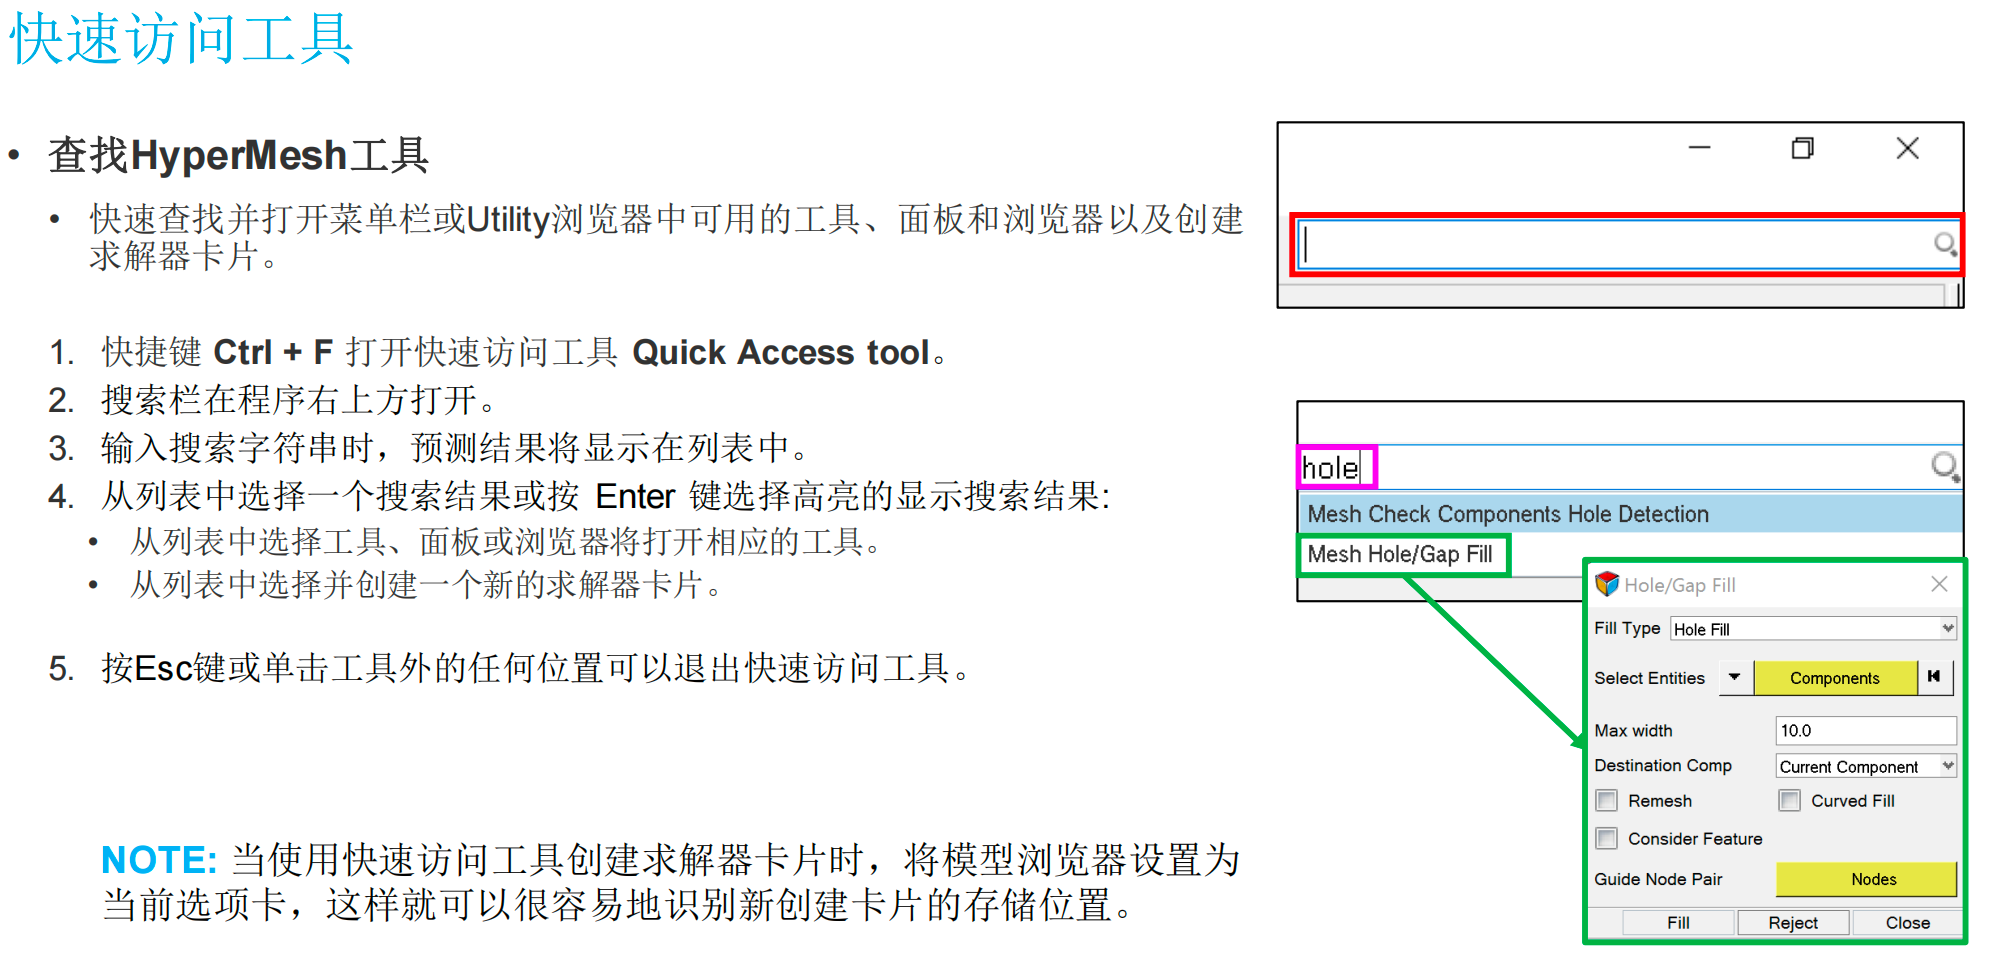 快速访问工具
• 查找HyperMesh工具
• 快速查找并打开菜单栏或Utility浏览器中可用的工具、面板和浏览器以及创建
求解器卡片。
1. 快捷键 Ctrl + F 打开快速访问工具 Quick Access tool。
2. 搜索栏在程序右上方打开。
3. 输入搜索字符串时，预测结果将显示在列表中。
4. 从列表中选择一个搜索结果或按 Enter 键选择高亮的显示搜索结果:
• 从列表中选择工具、面板或浏览器将打开相应的工具。
• 从列表中选择并创建一个新的求解器卡片。
5. 按Esc键或单击工具外的任何位置可以退出快速访问工具。
NOTE: 当使用快速访问工具创建求解器卡片时，将模型浏览器设置为
当前选项卡，这样就可以很容易地识别新创建卡片的存储位置。
hole
Mesh Check Components Hole Detection
Mesh Hole/Gap Fill
Hole/Gap Fill
Fill Type Hole Fill
Select Entities Components
Max width 10.0
Destination Comp Current Component
Remesh Curved Fill
Consider Feature
Guide Node Pair Nodes
Fill Reject Close